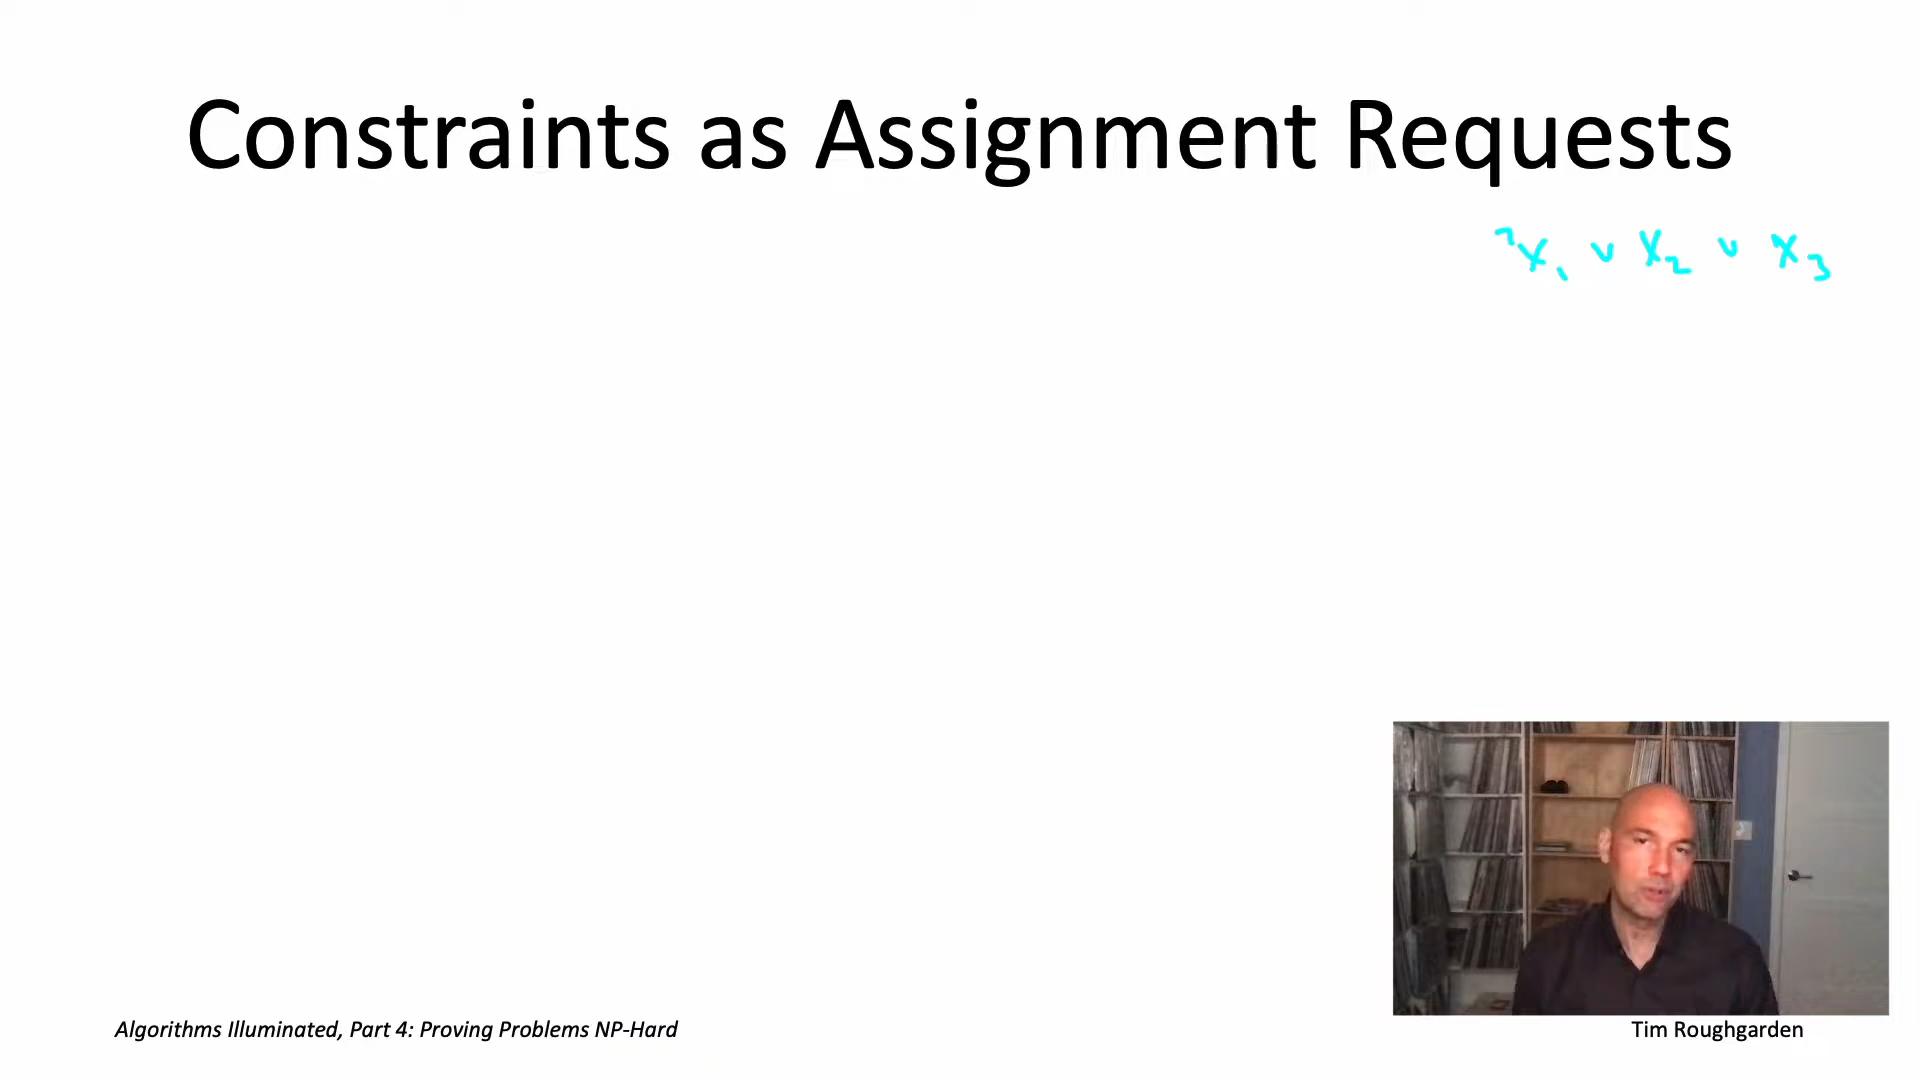 Constraints as Assignment Requests
¬x₁ ∨ x₂ ∨ x₃
Algorithms Illuminated, Part 4: Proving Problems NP-Hard
Tim Roughgarden